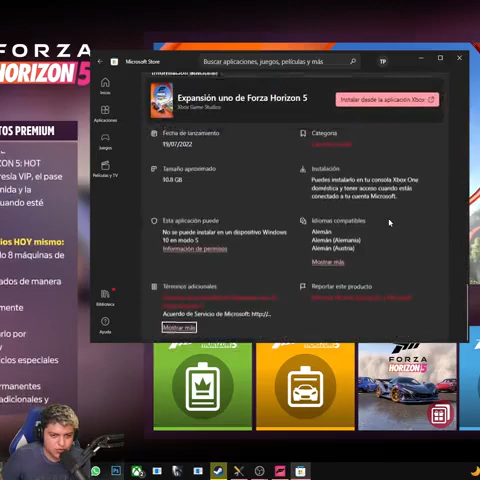 FORZA
HORIZON 5
TOS PREMIUM
ZON 5: HOT
resía VIP, el pase
nida y la
uando esté
ios HOY mismo:
do 8 máquinas de
ados de manera
mente
arlo por
y
cios especiales
ermanentes
adicionales y
Microsoft Store
Buscar aplicaciones, juegos, películas y más
TP
Inicio
Aplicaciones
Juegos
Películas y TV
Biblioteca
Ayuda
Expansión uno de Forza Horizon 5
Xbox Game Studios
Instalar desde la aplicación Xbox
Fecha de lanzamiento
19/07/2022
Categoría
Tamaño aproximado
10.8 GB
Instalación
Puedes instalarlo en tu consola Xbox One
doméstica y tener acceso cuando estás
conectado a tu cuenta Microsoft.
Esta aplicación puede
No se puede instalar en un dispositivo Windows
10 en modo S
Información de permisos
Idiomas compatibles
Alemán
Alemán (Alemania)
Alemán (Austria)
Mostrar más
Términos adicionales
Acuerdo de Servicio de Microsoft: http:/..
Mostrar más
Reportar este producto
FORZA
HORIZON 5